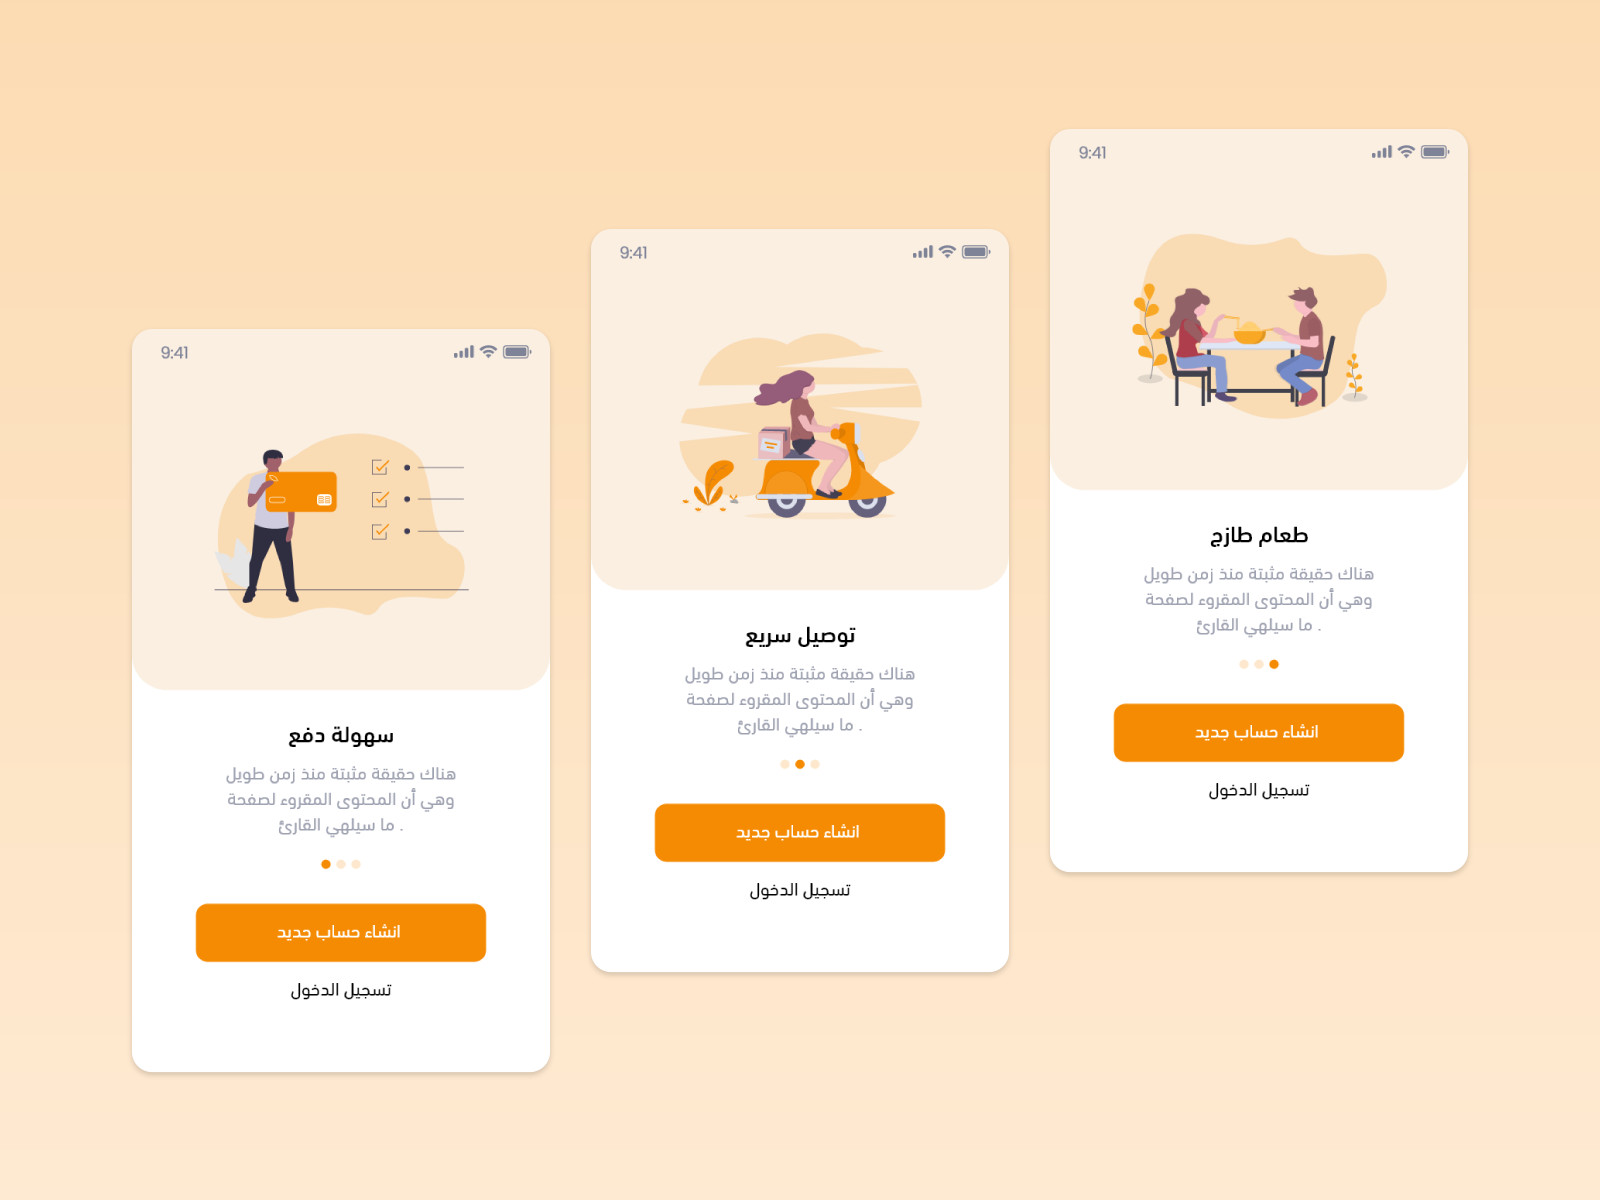 9:41
طعام طازج
هناك حقيقة مثبتة منذ زمن طويل
وهي أن المحتوى المقروء لصفحة
ما سيلهي القارئ .
انشاء حساب جديد
تسجيل الدخول
9:41
توصيل سريع
هناك حقيقة مثبتة منذ زمن طويل
وهي أن المحتوى المقروء لصفحة
ما سيلهي القارئ .
انشاء حساب جديد
تسجيل الدخول
9:41
سهولة دفع
هناك حقيقة مثبتة منذ زمن طويل
وهي أن المحتوى المقروء لصفحة
ما سيلهي القارئ .
انشاء حساب جديد
تسجيل الدخول